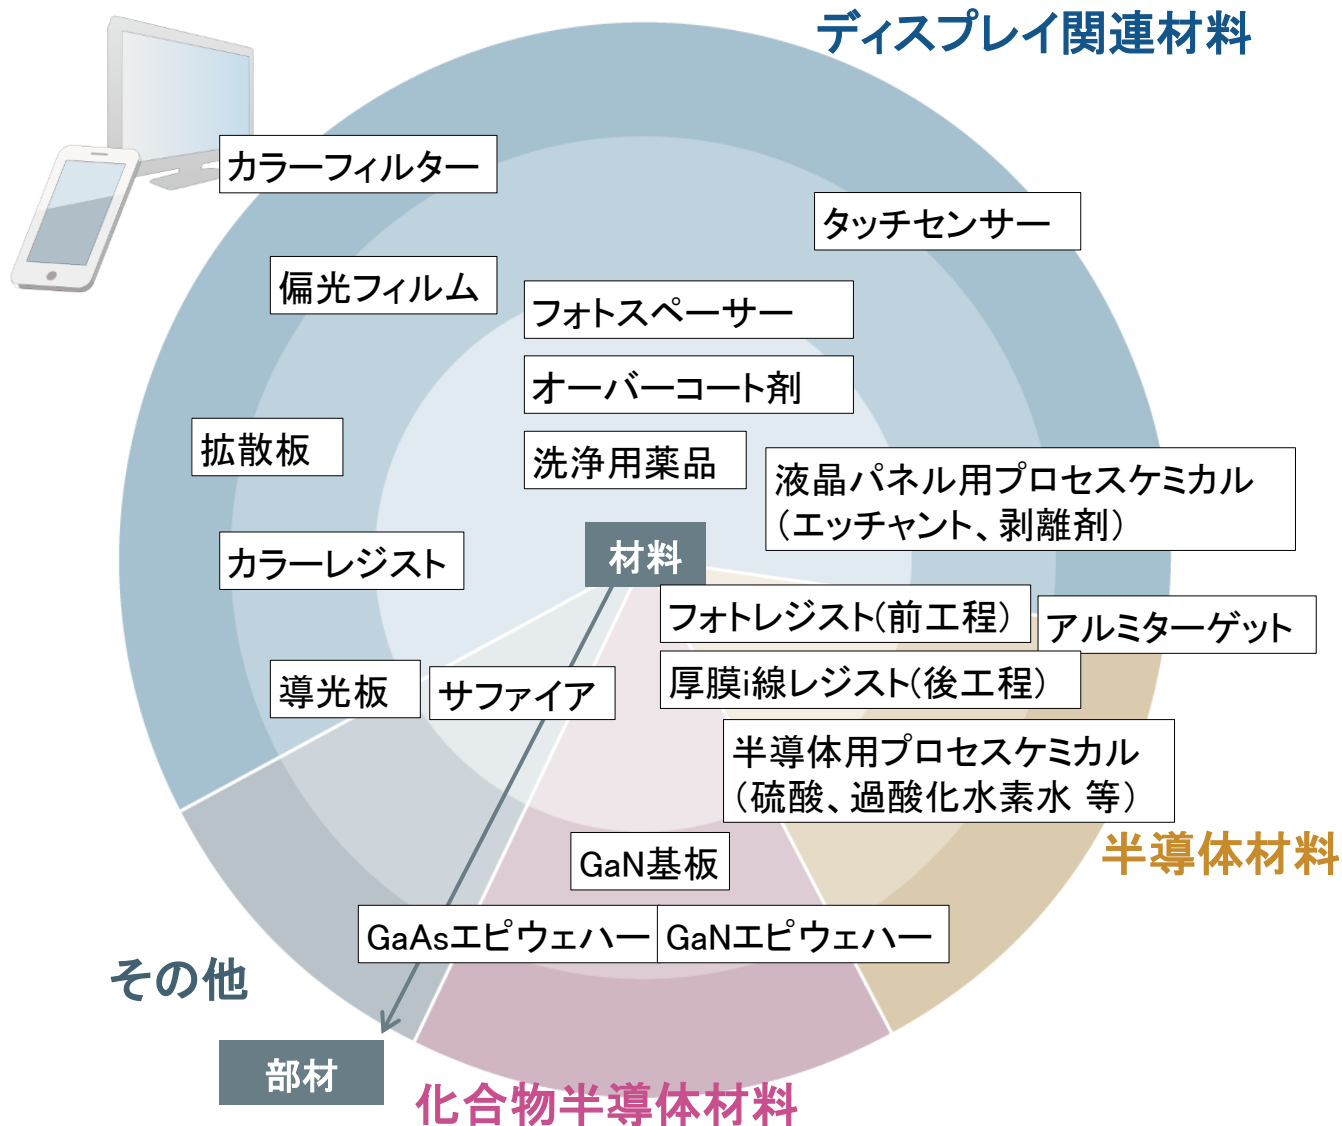 ディスプレイ関連材料
カラーフィルター
タッチセンサー
偏光フィルム
フォトスペーサー
オーバーコート剤
拡散板
洗浄用薬品
液晶パネル用プロセスケミカル
（エッチャント、剥離剤）
カラーレジスト
材料
フォトレジスト(前工程)
アルミターゲット
導光板
サファイア
厚膜i線レジスト(後工程)
半導体用プロセスケミカル
（硫酸、過酸化水素水 等）
半導体材料
GaN基板
GaAsエピウェハー
GaNエピウェハー
その他
部材
化合物半導体材料